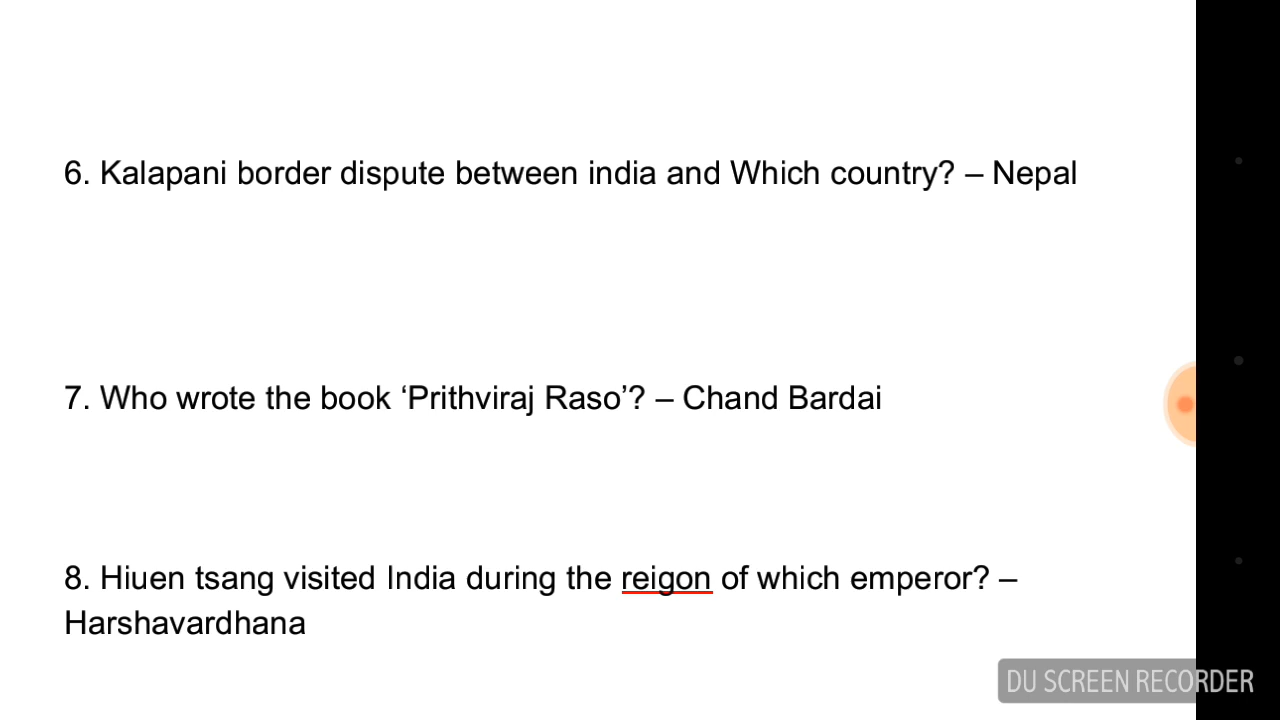 6. Kalapani border dispute between india and Which country? – Nepal
7. Who wrote the book ‘Prithviraj Raso’? – Chand Bardai
8. Hiuen tsang visited India during the reigon of which emperor? –
Harshavardhana
DU SCREEN RECORDER